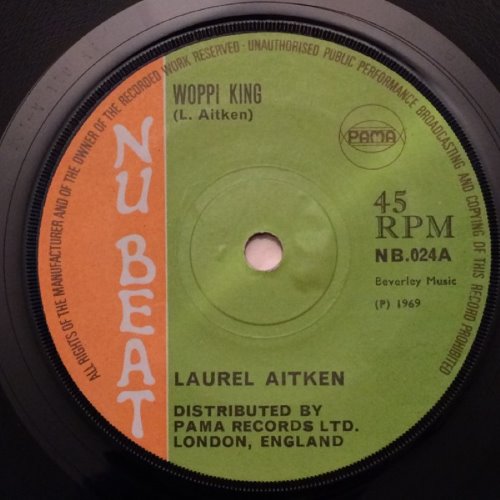 ALL RIGHTS OF THE MANUFACTURER AND OF THE OWNER OF THE RECORDED WORK RESERVED · UNAUTHORISED PUBLIC PERFORMANCE BROADCASTING AND COPYING OF THIS RECORD PROHIBITED
NU BEAT
WOPPI KING
(L. Aitken)
PAMA
45
RPM
NB.024A
Beverley Music
(P) 1969
LAUREL AITKEN
DISTRIBUTED BY
PAMA RECORDS LTD.
LONDON, ENGLAND